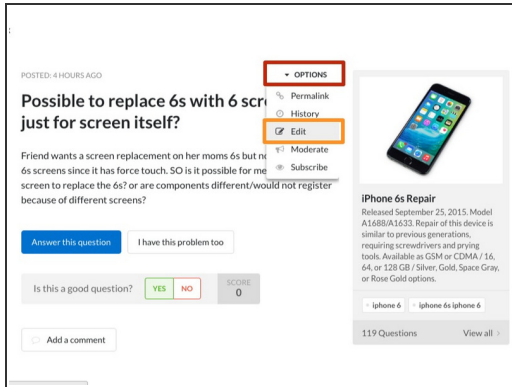 POSTED: 4 HOURS AGO
OPTIONS
Permalink
History
Edit
Moderate
Subscribe
Possible to replace 6s with 6
just for screen itself?
Friend wants a screen replacement on her moms 6s but
6s screens since it has force touch. SO is it possible for me
screen to replace the 6s? or are components different/would not register
because of different screens?
Answer this question
I have this problem too
Is this a good question?
YES
NO
SCORE
0
Add a comment
iPhone 6s Repair
Released September 25, 2015. Model
A1688/A1633. Repair of this device is
similar to previous generations,
requiring screwdrivers and prying
tools. Available as GSM or CDMA / 16,
64, or 128 GB / Silver, Gold, Space Gray,
or Rose Gold options.
iphone 6
iphone 6s iphone 6
119 Questions
View all